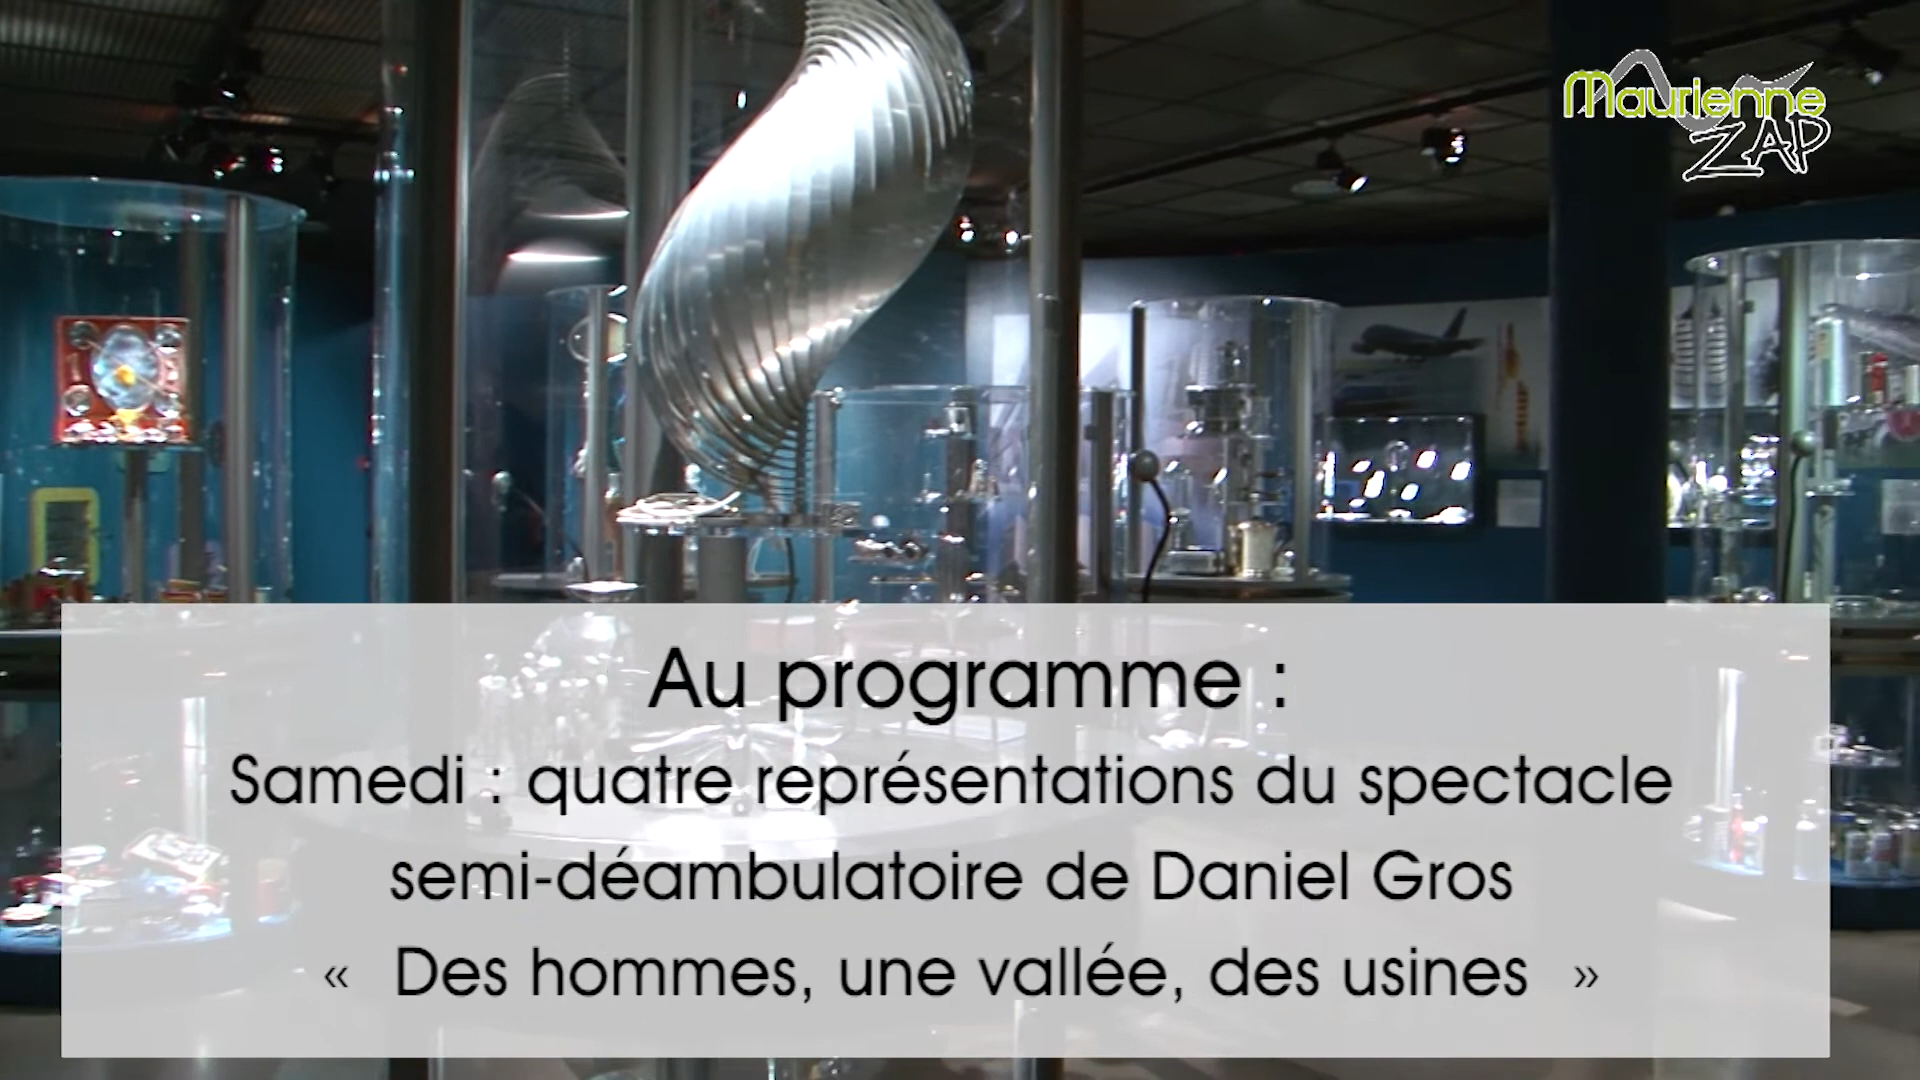 Maurienne
ZAP
Au programme :
Samedi : quatre représentations du spectacle
semi-déambulatoire de Daniel Gros
« Des hommes, une vallée, des usines »